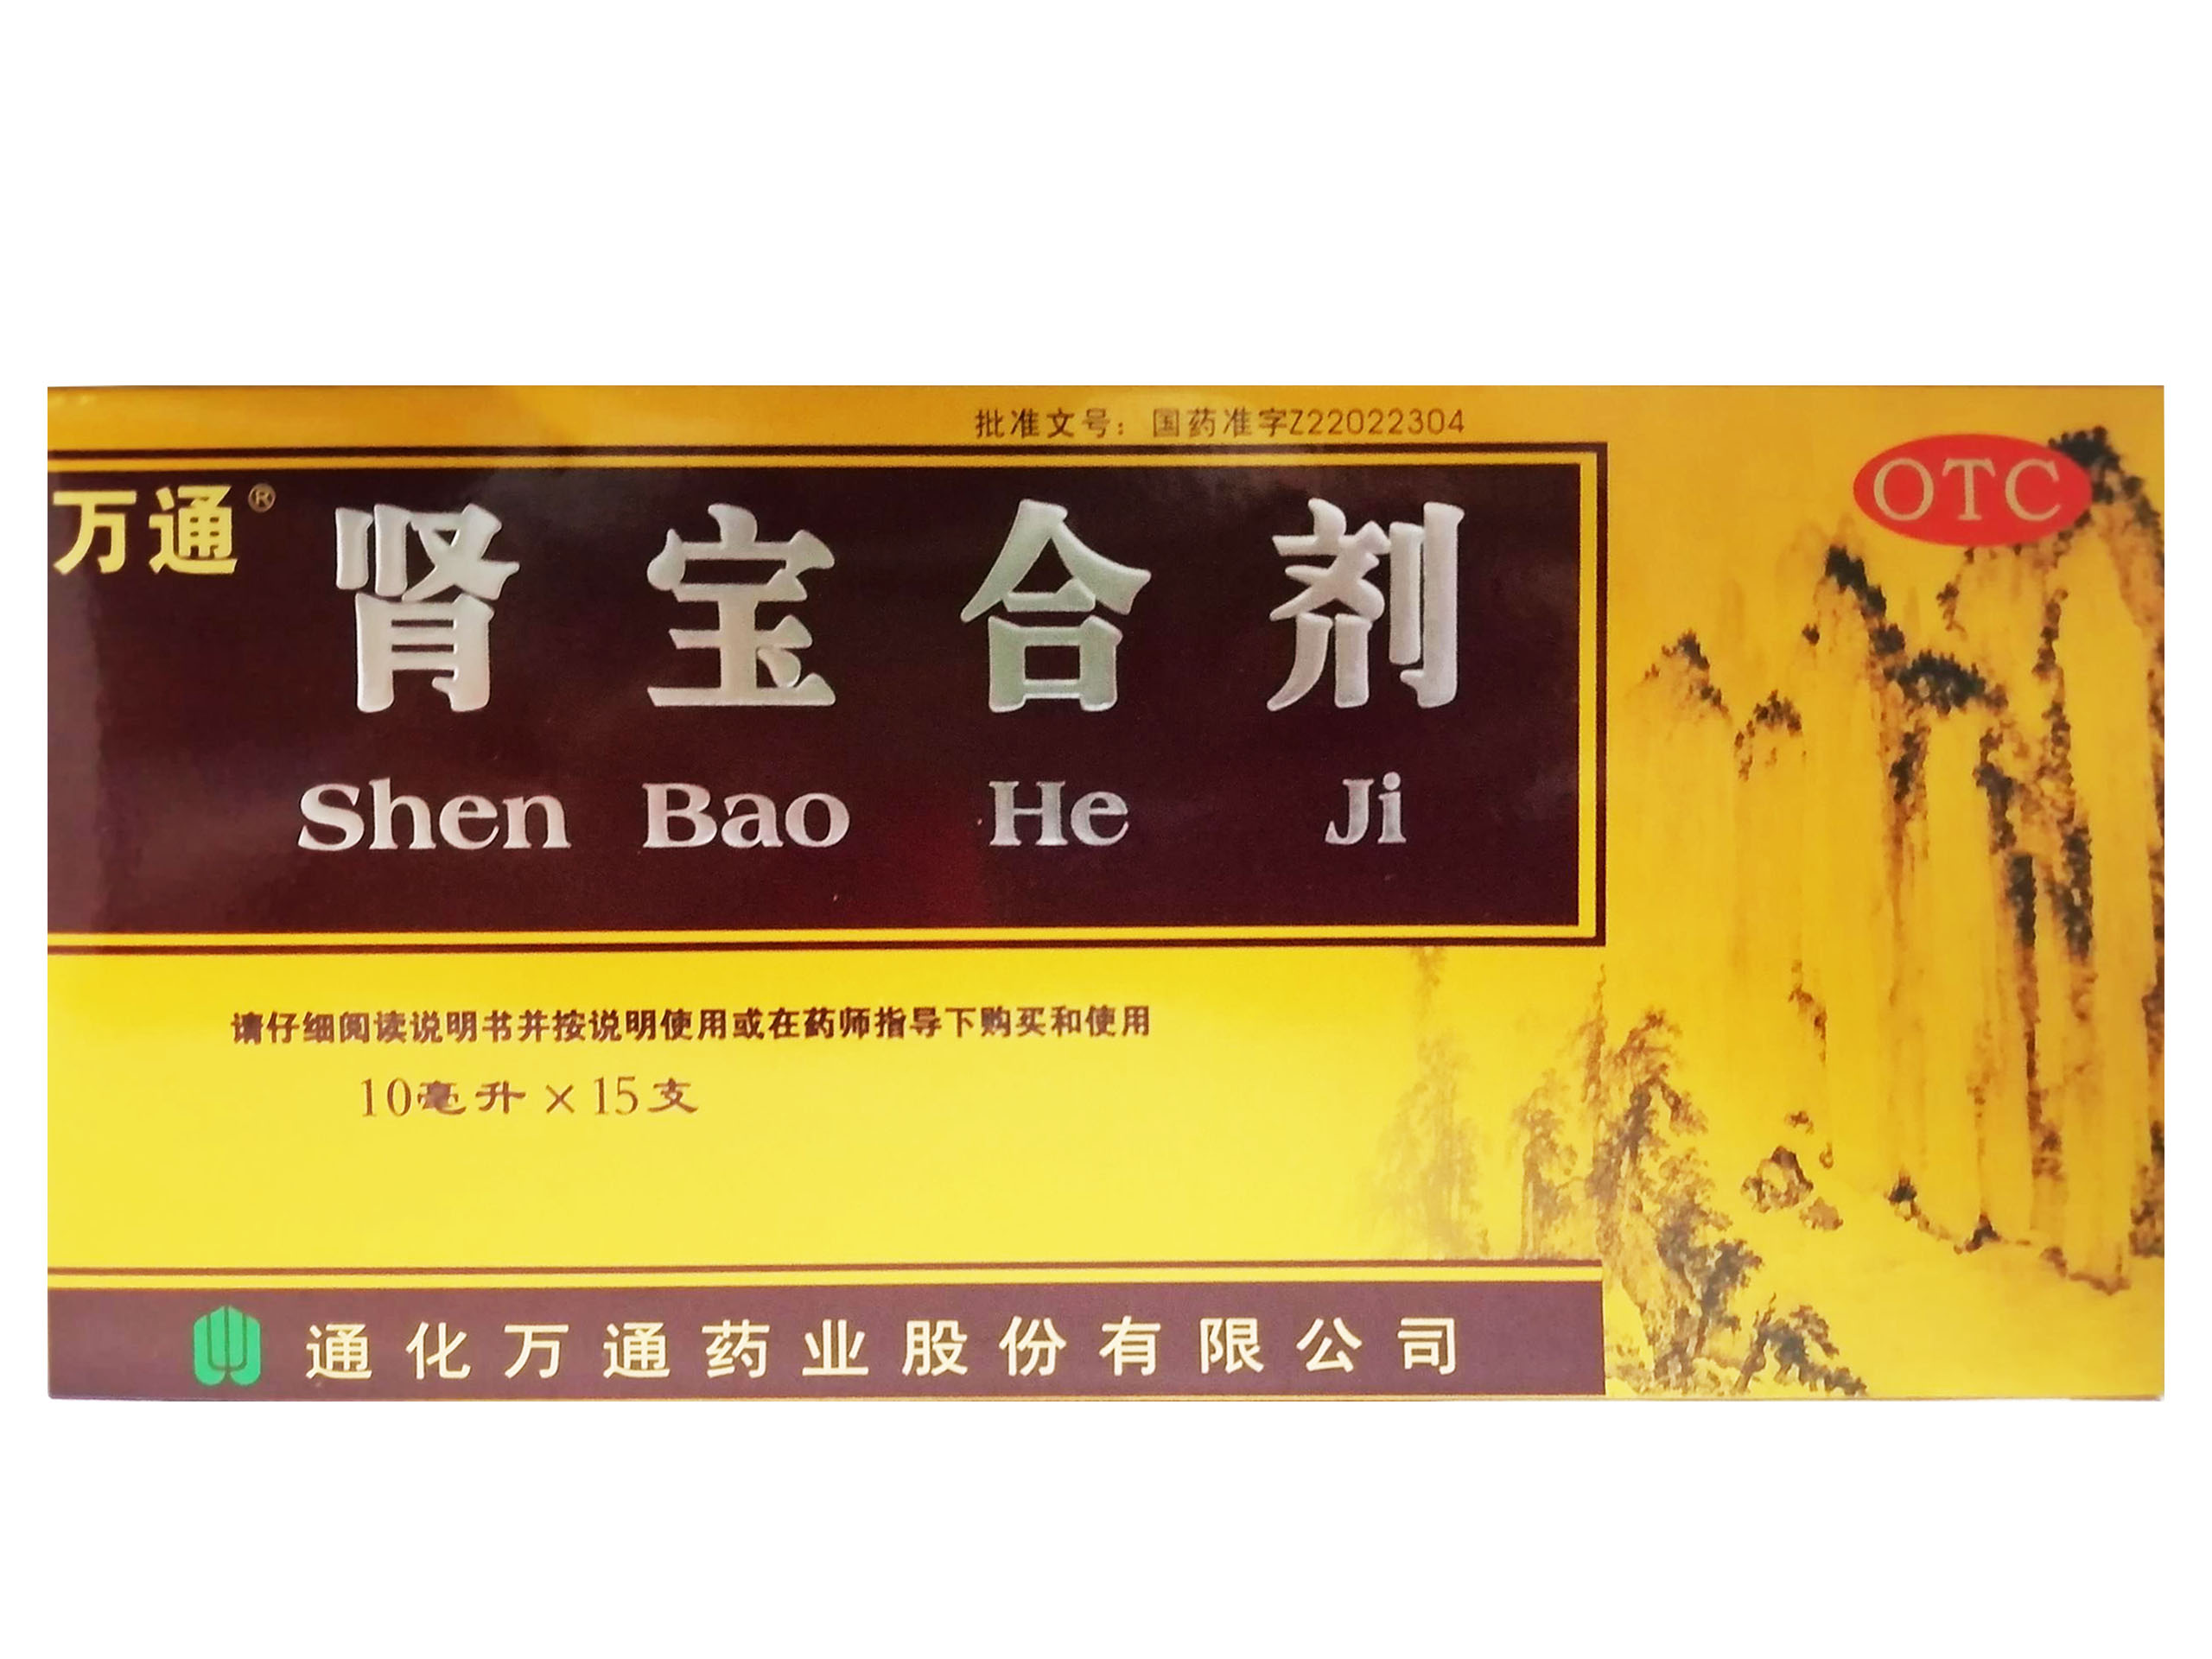 批准文号：国药准字Z22022304
OTC
万通®
肾宝合剂
Shen Bao He Ji
请仔细阅读说明书并按说明使用或在药师指导下购买和使用
10毫升×15支
通化万通药业股份有限公司